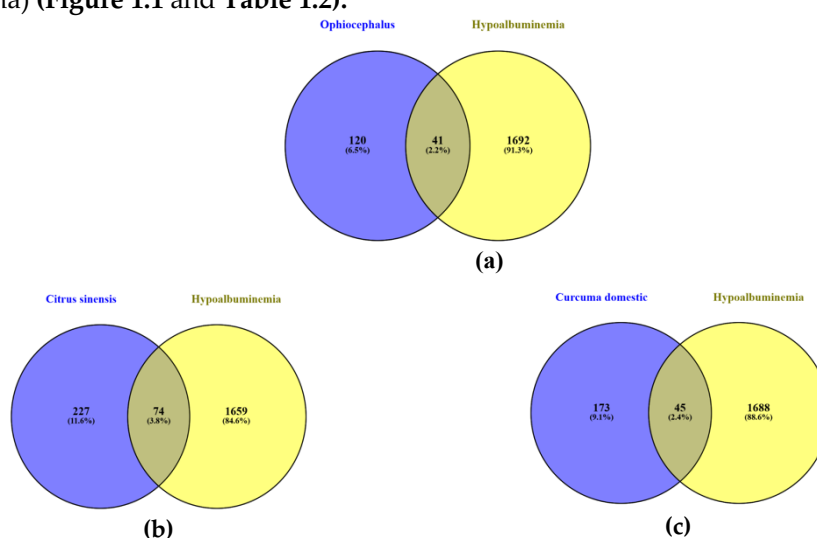 na) (Figure 1.1 and Table 1.2).
Ophiocephalus Hypoalbuminemia
120 41 1692
(6.5%) (2.2%) (91.3%)
(a)
Citrus sinensis Hypoalbuminemia Curcuma domestic Hypoalbuminemia
227 74 1659 173 45 1688
(11.6%) (3.8%) (84.6%) (9.1%) (2.4%) (88.6%)
(b) (c)